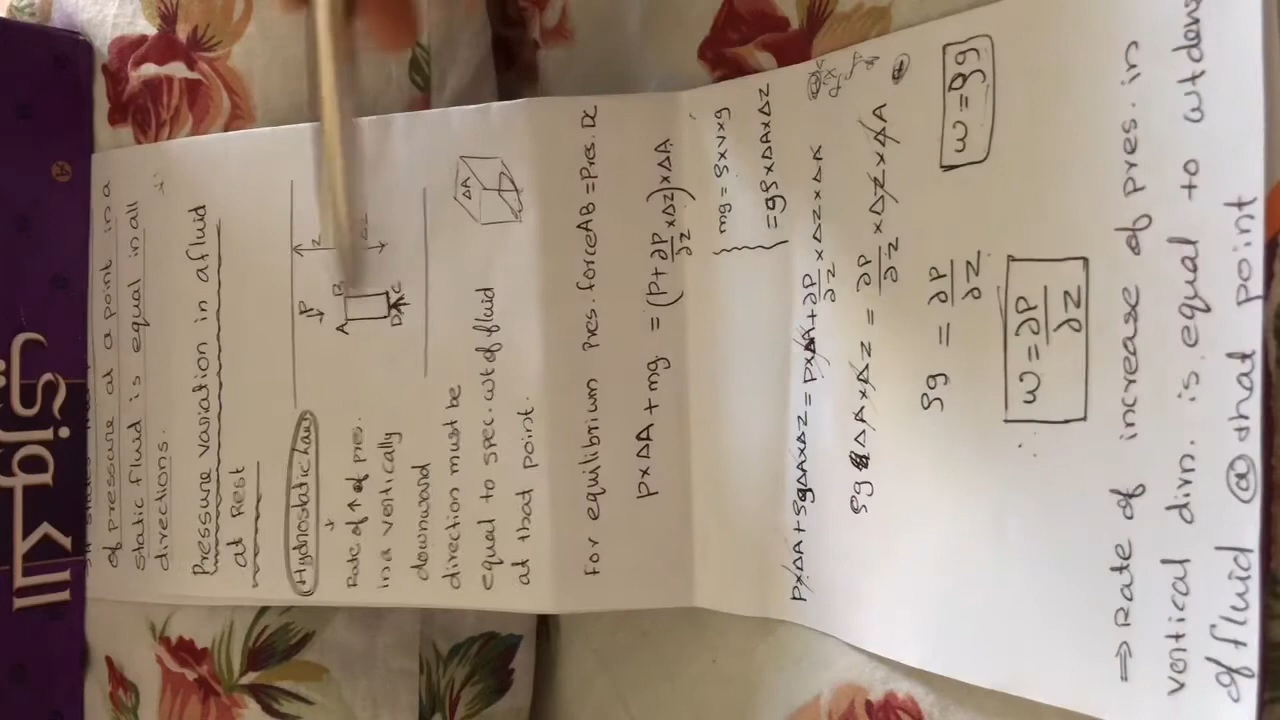 of pressure at a point in a
static fluid is equal in all
directions.
Pressure variation in a fluid
at Rest
Hydrostatic law
Rate of ↑ of pres.
in a vertically
downward
direction must be
equal to spec. wt of fluid
at that point.
P
Z
A B
D C
ΔA
For equilibrium Pres. force AB = Pres. DC
P×ΔA + mg = (P + ∂P/∂z × ΔZ) × ΔA
mg = ρ×V×g
= gρ×ΔA×ΔZ
P×ΔA + ρgΔA×ΔZ = P×ΔA + ∂P/∂z × ΔZ × ΔA
ρg ΔA×ΔZ = ∂P/∂z × ΔZ × ΔA
ρg = ∂P/∂z
w = ρg
w = ∂P/∂z
⇒ Rate of increase of pres. in
vertical dirn. is equal to wt
of fluid @ that point
الكوزي